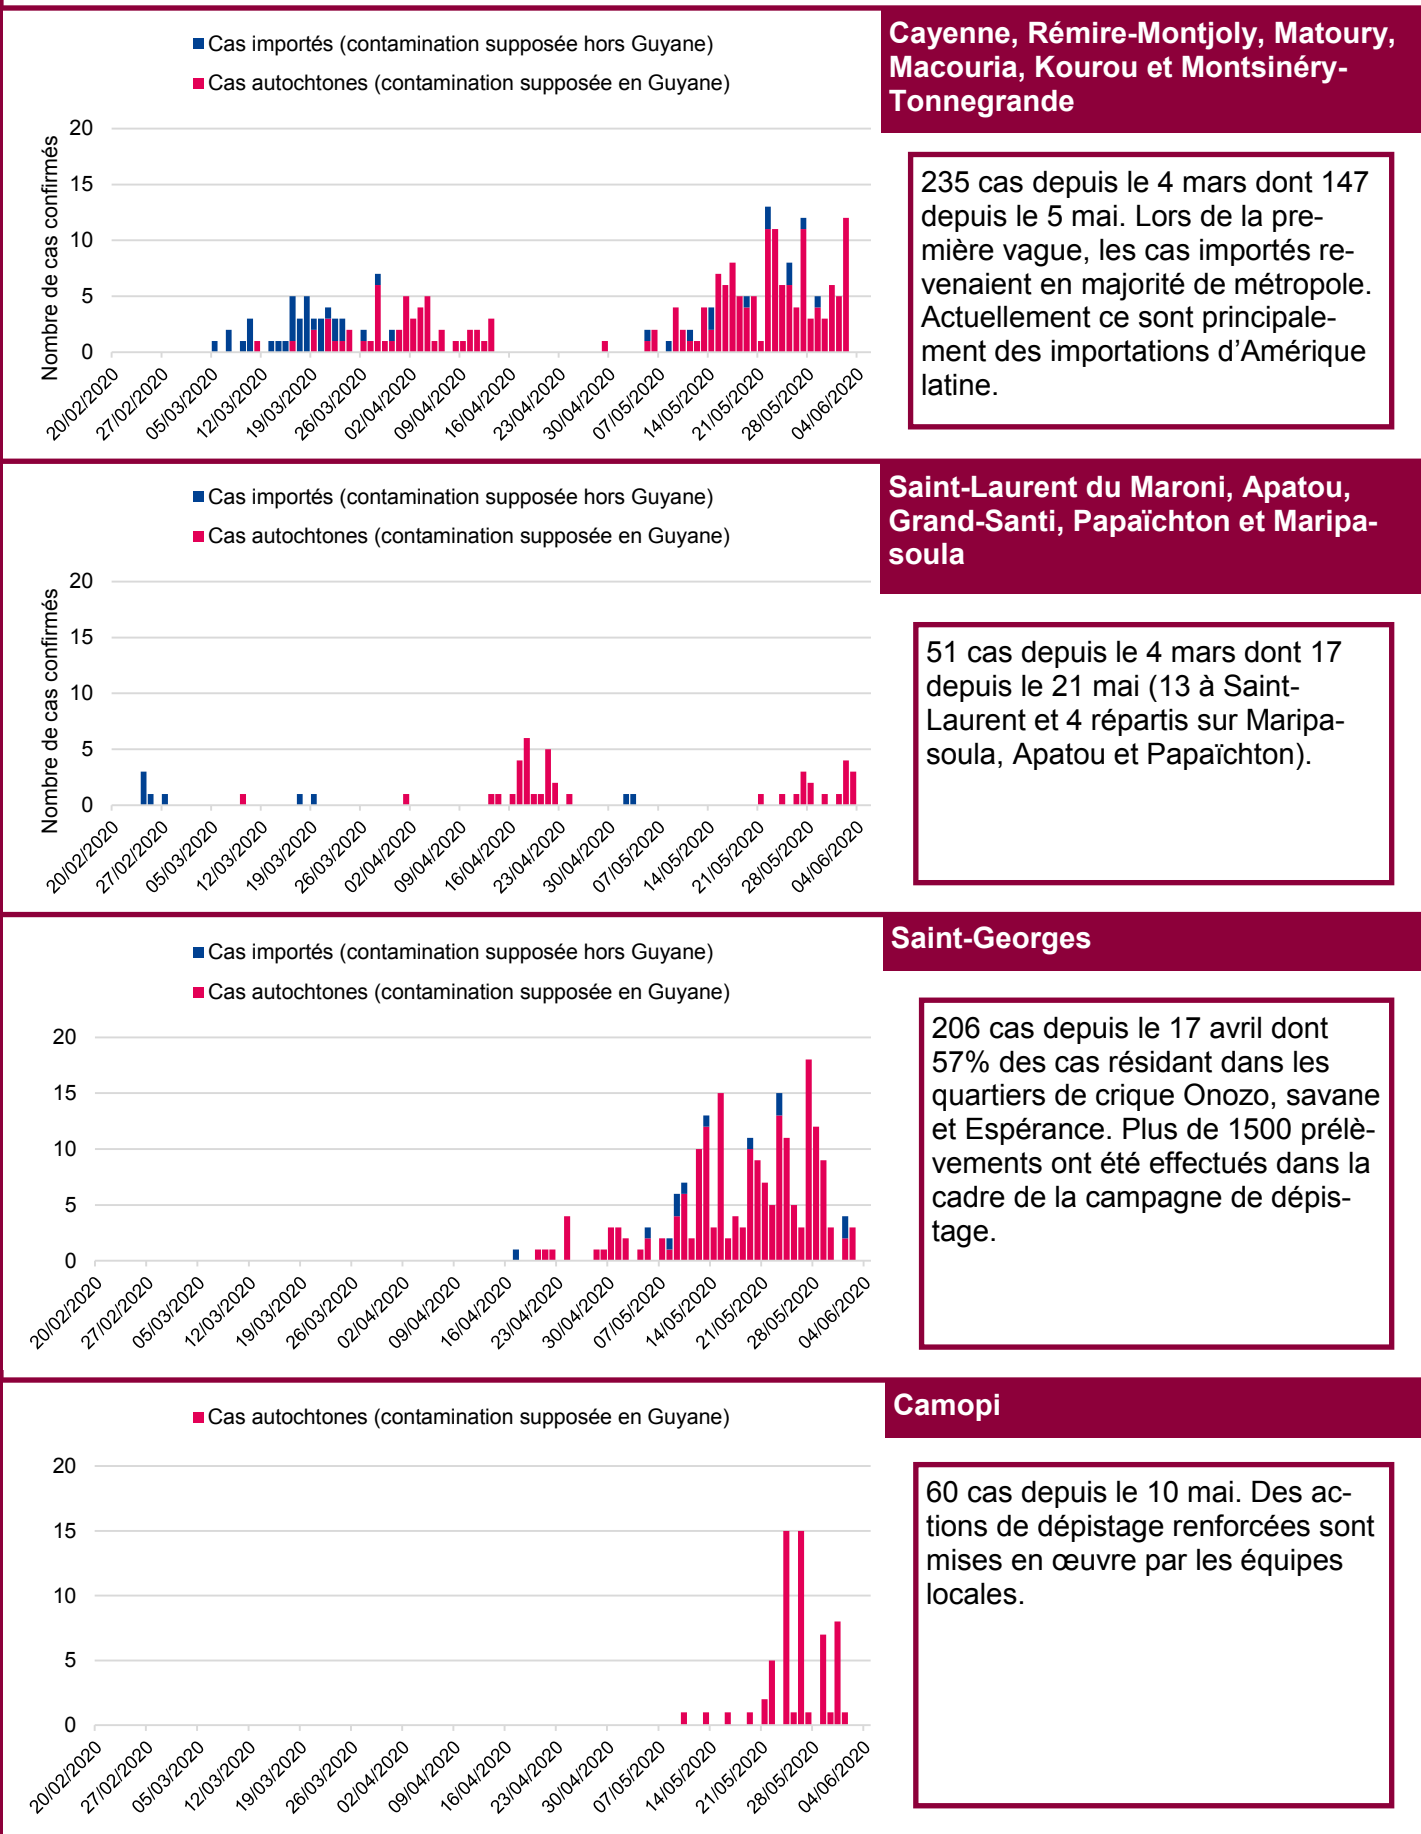 Cas importés (contamination supposée hors Guyane)
Cas autochtones (contamination supposée en Guyane)
Nombre de cas confirmés
20
15
10
5
0
20/02/2020
27/02/2020
05/03/2020
12/03/2020
19/03/2020
26/03/2020
02/04/2020
09/04/2020
16/04/2020
23/04/2020
30/04/2020
07/05/2020
14/05/2020
21/05/2020
28/05/2020
04/06/2020
Cayenne, Rémire-Montjoly, Matoury,
Macouria, Kourou et Montsinéry-
Tonnegrande
235 cas depuis le 4 mars dont 147
depuis le 5 mai. Lors de la pre-
mière vague, les cas importés re-
venaient en majorité de métropole.
Actuellement ce sont principale-
ment des importations d’Amérique
latine.
Cas importés (contamination supposée hors Guyane)
Cas autochtones (contamination supposée en Guyane)
Nombre de cas confirmés
20
15
10
5
0
20/02/2020
27/02/2020
05/03/2020
12/03/2020
19/03/2020
26/03/2020
02/04/2020
09/04/2020
16/04/2020
23/04/2020
30/04/2020
07/05/2020
14/05/2020
21/05/2020
28/05/2020
04/06/2020
Saint-Laurent du Maroni, Apatou,
Grand-Santi, Papaïchton et Maripa-
soula
51 cas depuis le 4 mars dont 17
depuis le 21 mai (13 à Saint-
Laurent et 4 répartis sur Maripa-
soula, Apatou et Papaïchton).
Cas importés (contamination supposée hors Guyane)
Cas autochtones (contamination supposée en Guyane)
20
15
10
5
0
20/02/2020
27/02/2020
05/03/2020
12/03/2020
19/03/2020
26/03/2020
02/04/2020
09/04/2020
16/04/2020
23/04/2020
30/04/2020
07/05/2020
14/05/2020
21/05/2020
28/05/2020
04/06/2020
Saint-Georges
206 cas depuis le 17 avril dont
57% des cas résidant dans les
quartiers de crique Onozo, savane
et Espérance. Plus de 1500 prélè-
vements ont été effectués dans la
cadre de la campagne de dépis-
tage.
Cas autochtones (contamination supposée en Guyane)
20
15
10
5
0
20/02/2020
27/02/2020
05/03/2020
12/03/2020
19/03/2020
26/03/2020
02/04/2020
09/04/2020
16/04/2020
23/04/2020
30/04/2020
07/05/2020
14/05/2020
21/05/2020
28/05/2020
04/06/2020
Camopi
60 cas depuis le 10 mai. Des ac-
tions de dépistage renforcées sont
mises en œuvre par les équipes
locales.